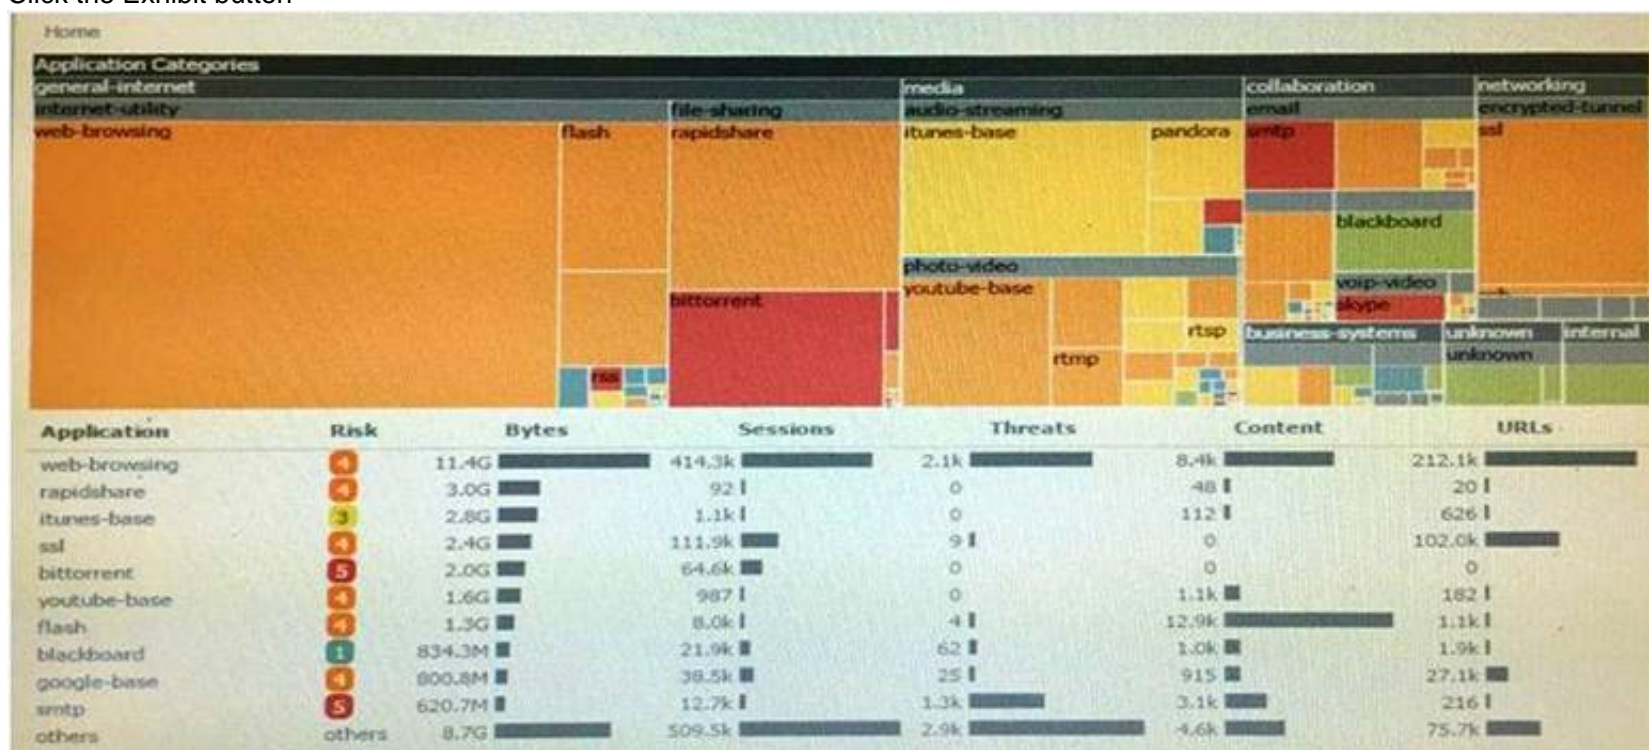 Click the Exhibit button
Home
Application Categories
general-internet media collaboration networking
internet-utility file-sharing audio-streaming email encrypted-tunnel
web-browsing flash rapidshare itunes-base pandora smtp ssl
blackboard
photo-video
voip-video
youtube-base
bittorrent skype
rtsp business-systems unknown internal
rtmp unknown
rss
Application Risk Bytes Sessions Threats Content URLs
web-browsing 4 11.4G 414.3k 2.1k 8.4k 212.1k
rapidshare 4 3.0G 92 0 48 20
itunes-base 3 2.8G 1.1k 0 112 626
ssl 4 2.4G 111.9k 9 0 102.0k
bittorrent 5 2.0G 64.6k 0 0 0
youtube-base 4 1.6G 987 0 1.1k 182
flash 4 1.3G 8.0k 4 12.9k 1.1k
blackboard 1 834.3M 21.9k 62 1.0k 1.9k
google-base 4 800.8M 38.5k 25 915 27.1k
smtp 5 620.7M 12.7k 1.3k 3.1k 216
others others 8.7G 509.5k 2.9k 4.6k 75.7k